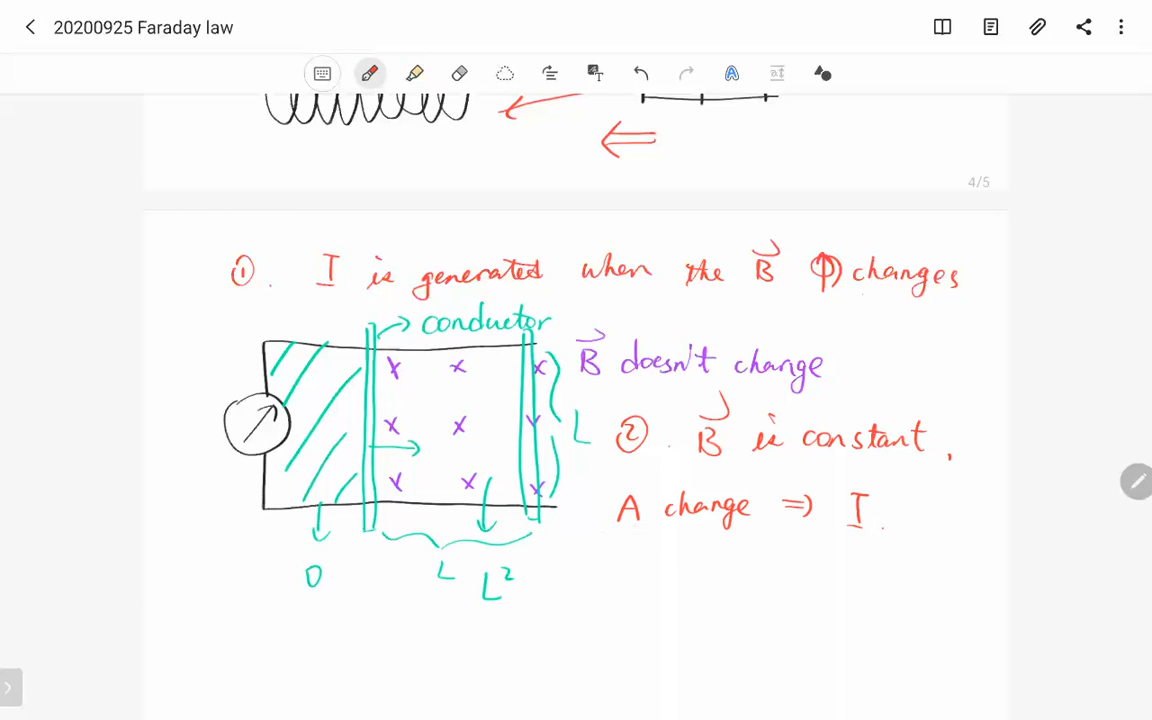 20200925 Faraday law
4/5
①. I is generated when the B changes
conductor
B doesn't change
L
② . B is constant,
A change ⇒ I.
0
L
L²